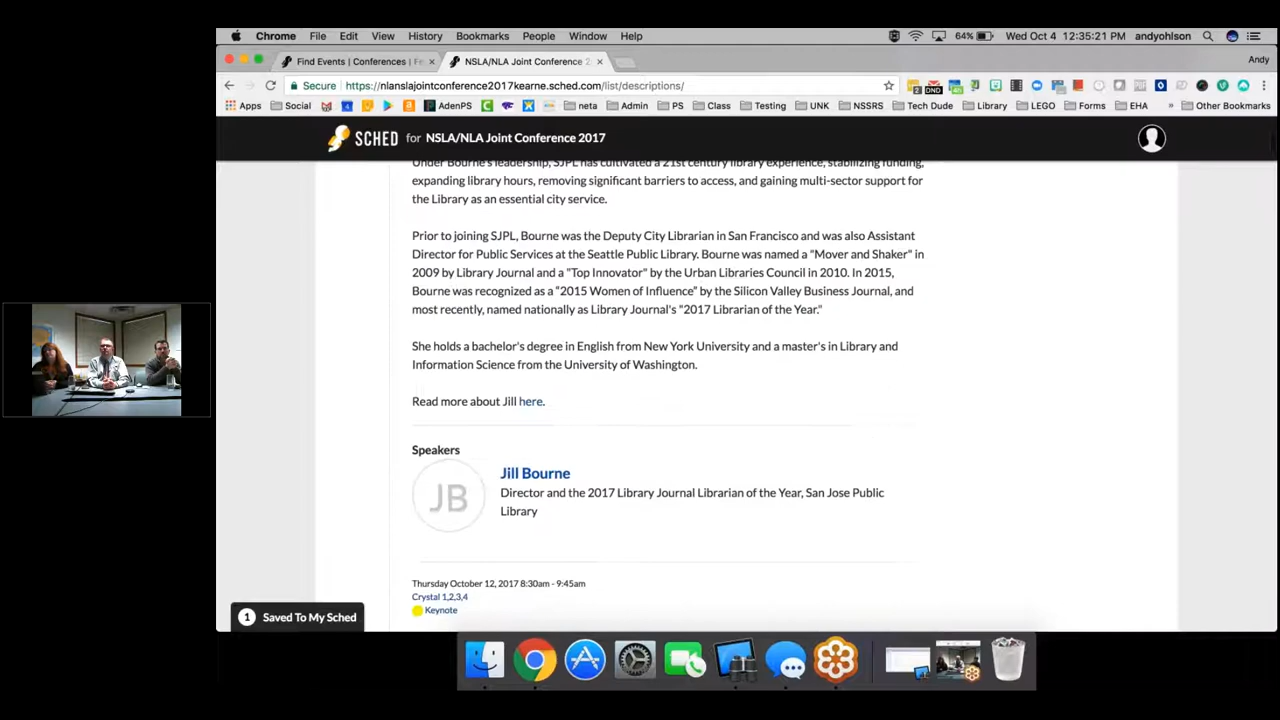 Chrome File Edit View History Bookmarks People Window Help 64% Wed Oct 4 12:35:21 PM andyohlson
Find Events | Conferences | Fe NSLA/NLA Joint Conference 2 Andy
Secure https://nlanslajointconference2017kearne.sched.com/list/descriptions/
Apps Social AdenPS neta Admin PS Class Testing UNK NSSRS Tech Dude Library LEGO Forms EHA » Other Bookmarks
SCHED for NSLA/NLA Joint Conference 2017
Under Bourne's leadership, SJPL has cultivated a 21st century library experience, stabilizing funding,
expanding library hours, removing significant barriers to access, and gaining multi-sector support for
the Library as an essential city service.
Prior to joining SJPL, Bourne was the Deputy City Librarian in San Francisco and was also Assistant
Director for Public Services at the Seattle Public Library. Bourne was named a "Mover and Shaker" in
2009 by Library Journal and a "Top Innovator" by the Urban Libraries Council in 2010. In 2015,
Bourne was recognized as a "2015 Women of Influence" by the Silicon Valley Business Journal, and
most recently, named nationally as Library Journal's "2017 Librarian of the Year."
She holds a bachelor's degree in English from New York University and a master's in Library and
Information Science from the University of Washington.
Read more about Jill here.
Speakers
JB
Jill Bourne
Director and the 2017 Library Journal Librarian of the Year, San Jose Public
Library
Thursday October 12, 2017 8:30am - 9:45am
Crystal 1,2,3,4
Keynote
1 Saved To My Sched